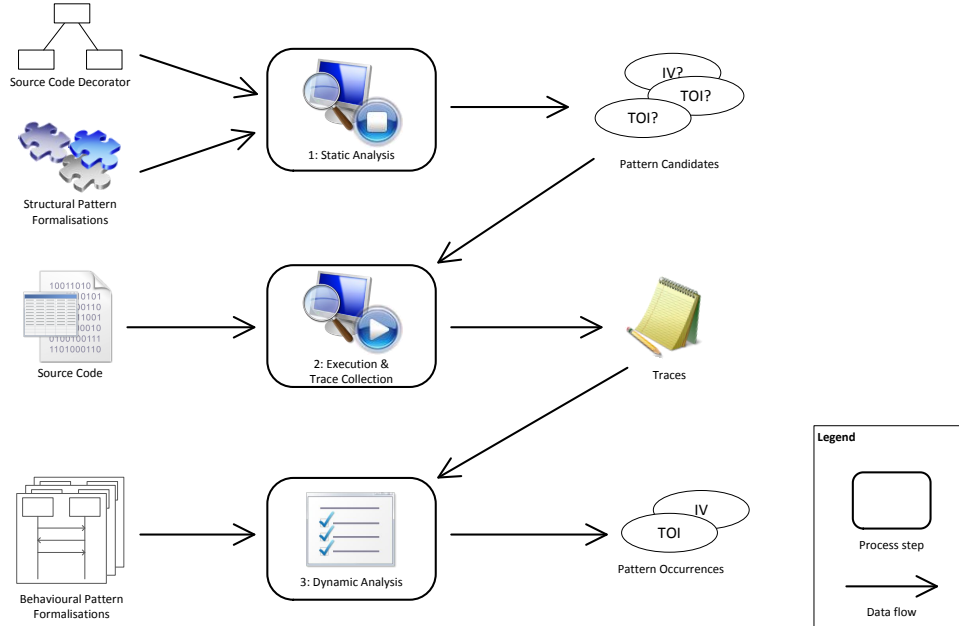 Source Code Decorator
Structural Pattern
Formalisations
1: Static Analysis
IV?
TOI?
TOI?
Pattern Candidates
10011010
10101
00110
11001
00010
0100100111
1101000110
Source Code
2: Execution &
Trace Collection
Traces
Behavioural Pattern
Formalisations
3: Dynamic Analysis
IV
TOI
Pattern Occurrences
Legend
Process step
Data flow